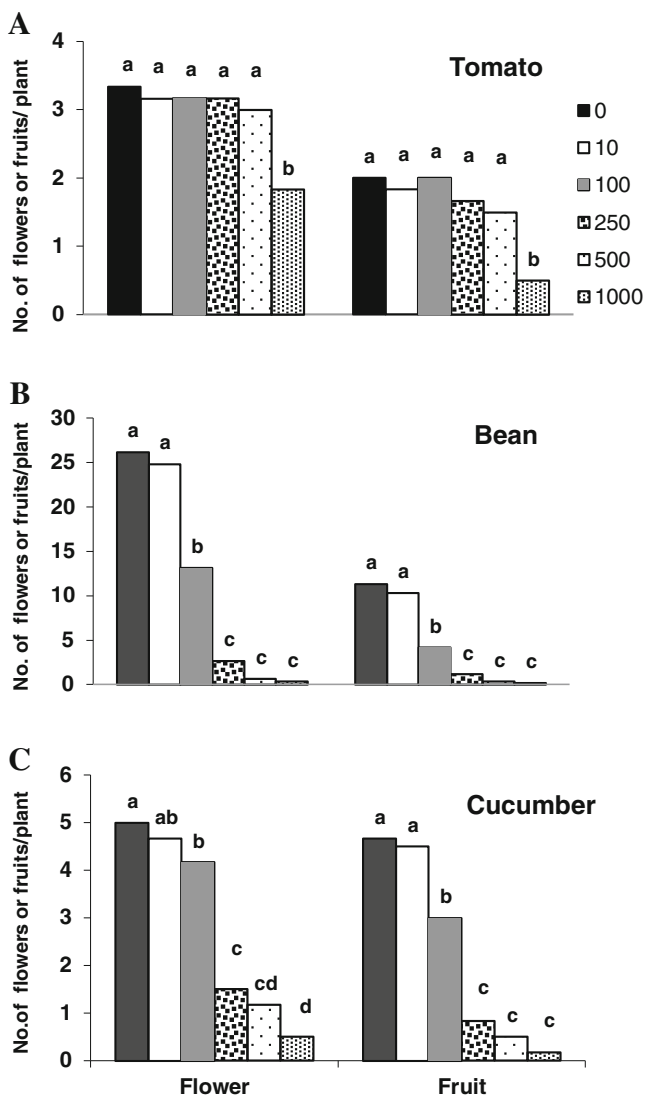 A
No. of flowers or fruits/ plant
4
3
2
1
0
a a a a a b
a a a a a b
Tomato
0
10
100
250
500
1000
B
No. of flowers or fruits/plant
30
25
20
15
10
5
0
a a b c c c
a a b c c c
Bean
C
No.of flowers or fruits/plant
6
5
4
3
2
1
0
a ab b c cd d
a a b c c c
Cucumber
Flower Fruit